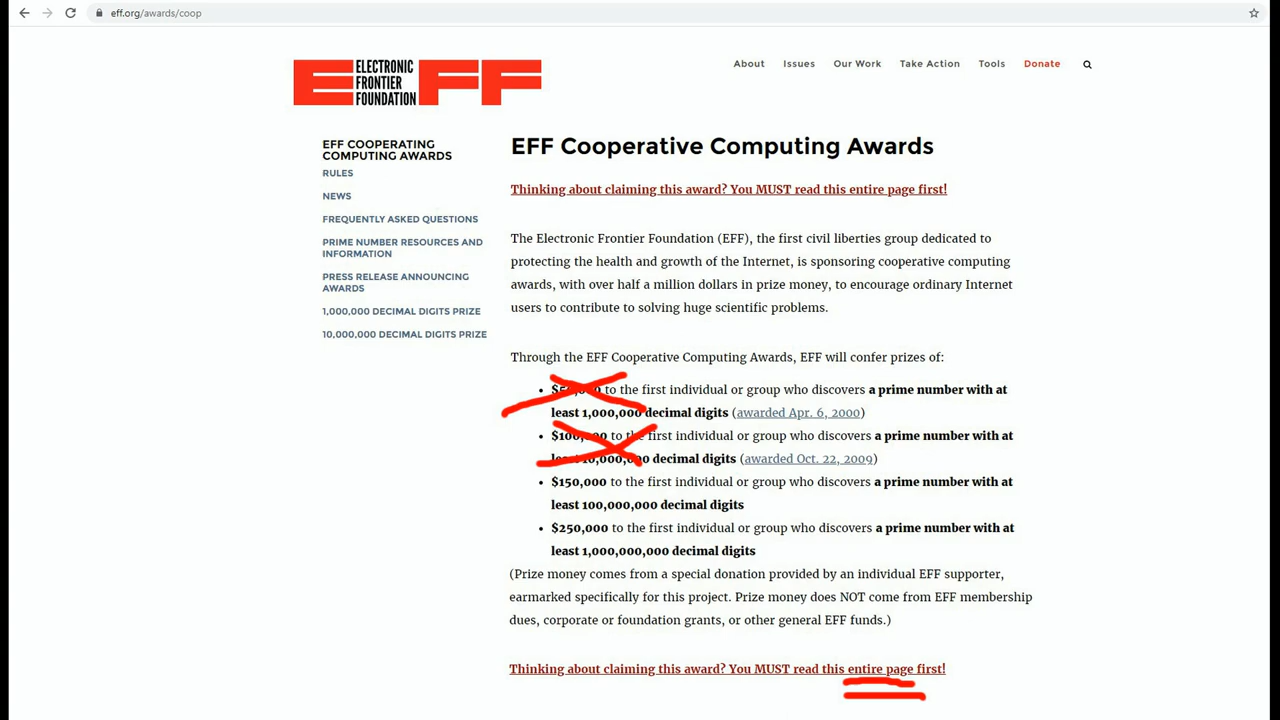 eff.org/awards/coop
ELECTRONIC
FRONTIER
FOUNDATION
EFF
About Issues Our Work Take Action Tools Donate
EFF COOPERATING
COMPUTING AWARDS
RULES
NEWS
FREQUENTLY ASKED QUESTIONS
PRIME NUMBER RESOURCES AND
INFORMATION
PRESS RELEASE ANNOUNCING
AWARDS
1,000,000 DECIMAL DIGITS PRIZE
10,000,000 DECIMAL DIGITS PRIZE
EFF Cooperative Computing Awards
Thinking about claiming this award? You MUST read this entire page first!
The Electronic Frontier Foundation (EFF), the first civil liberties group dedicated to
protecting the health and growth of the Internet, is sponsoring cooperative computing
awards, with over half a million dollars in prize money, to encourage ordinary Internet
users to contribute to solving huge scientific problems.
Through the EFF Cooperative Computing Awards, EFF will confer prizes of:
• $50,000 to the first individual or group who discovers a prime number with at
least 1,000,000 decimal digits (awarded Apr. 6, 2000)
• $100,000 to the first individual or group who discovers a prime number with at
least 10,000,000 decimal digits (awarded Oct. 22, 2009)
• $150,000 to the first individual or group who discovers a prime number with at
least 100,000,000 decimal digits
• $250,000 to the first individual or group who discovers a prime number with at
least 1,000,000,000 decimal digits
(Prize money comes from a special donation provided by an individual EFF supporter,
earmarked specifically for this project. Prize money does NOT come from EFF membership
dues, corporate or foundation grants, or other general EFF funds.)
Thinking about claiming this award? You MUST read this entire page first!